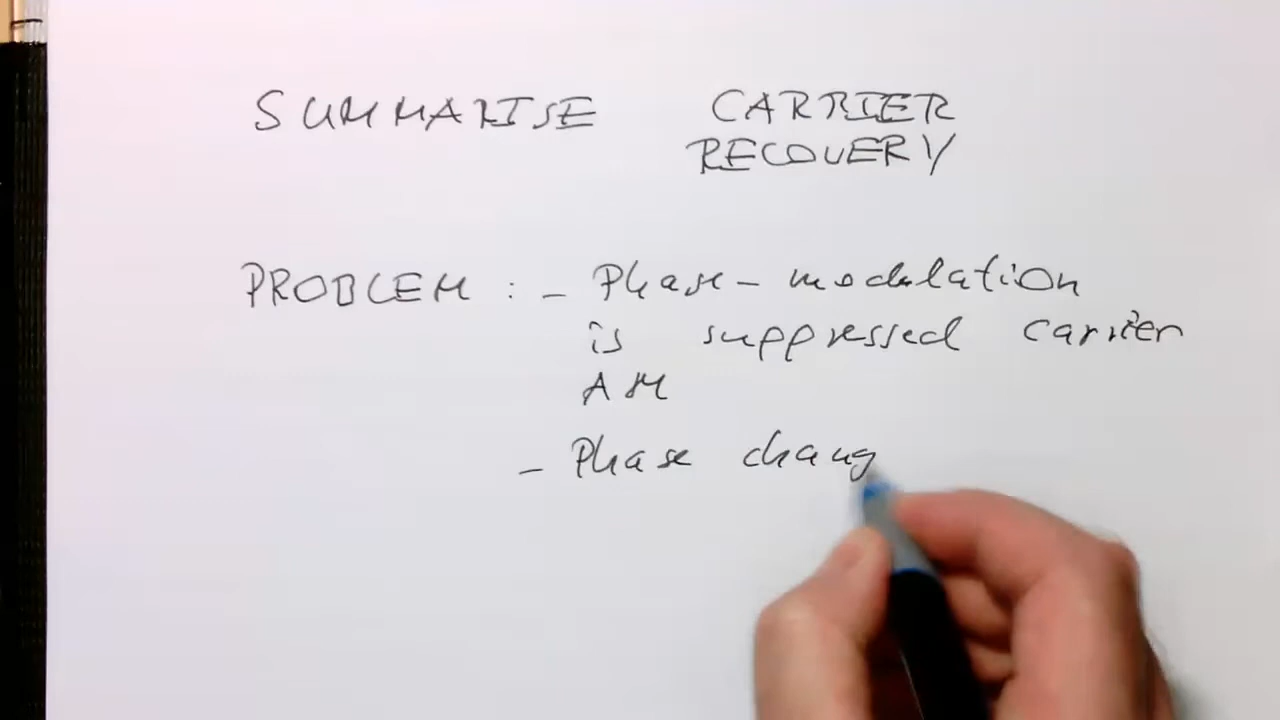 SUMMARISE CARRIER
RECOVERY
PROBLEM : - Phase - modulation
is suppressed carrier
AM
- Phase chang